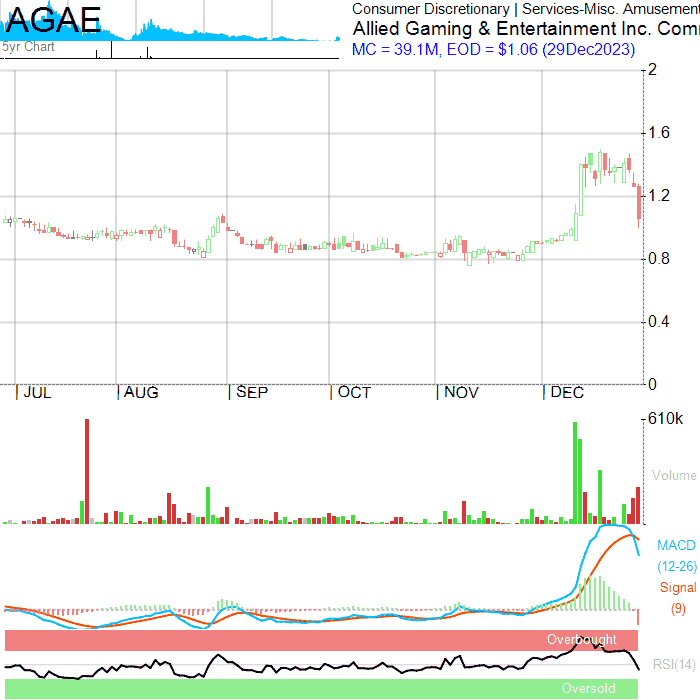 AGAE
5yr Chart
Consumer Discretionary | Services-Misc. Amusement
Allied Gaming & Entertainment Inc. Com
MC = 39.1M, EOD = $1.06 (29Dec2023)
2
1.6
1.2
0.8
0.4
0
JUL AUG SEP OCT NOV DEC
610k
Volume
MACD
(12-26)
Signal
(9)
Overbought
RSI(14)
Oversold